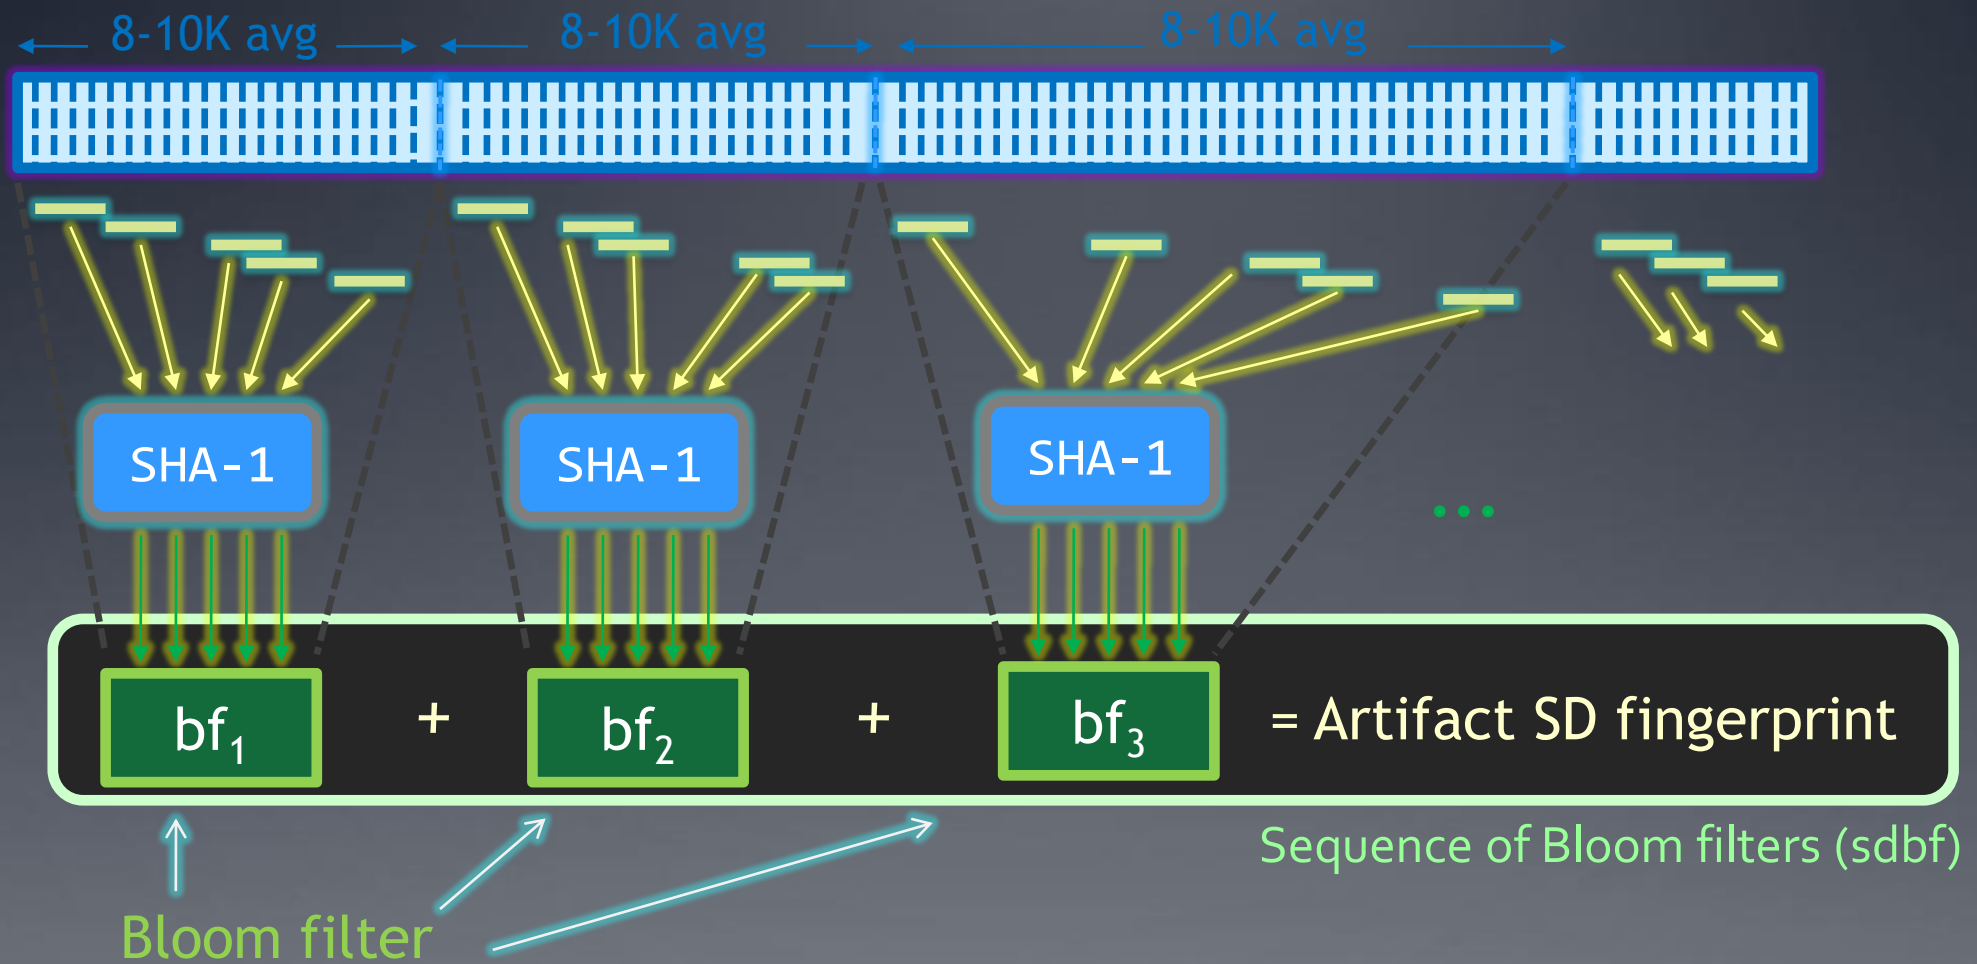 8-10K avg
8-10K avg
8-10K avg
SHA-1
SHA-1
SHA-1
...
bf1 + bf2 + bf3 = Artifact SD fingerprint
Sequence of Bloom filters (sdbf)
Bloom filter